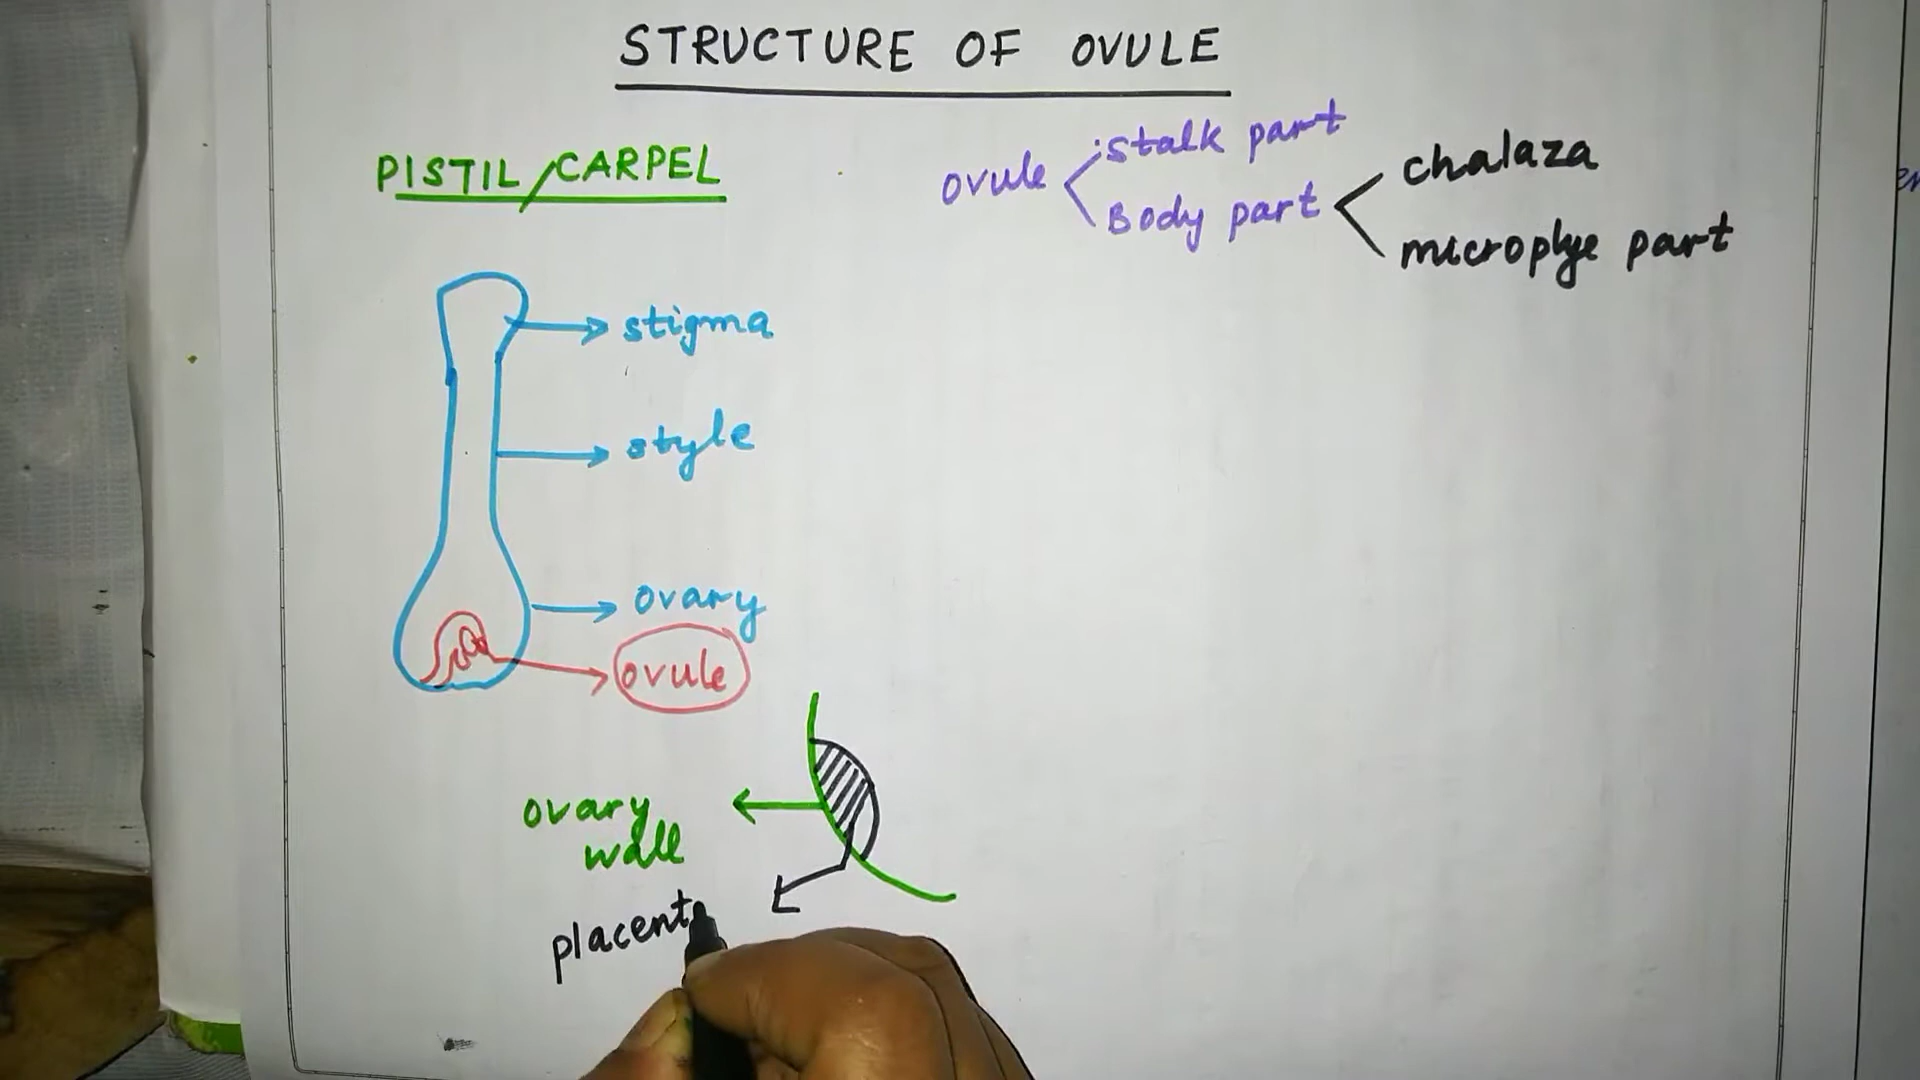 STRUCTURE OF OVULE
PISTIL/CARPEL
ovule
stalk part
Body part
chalaza
microplye part
stigma
style
ovary
ovule
ovary
wall
placent